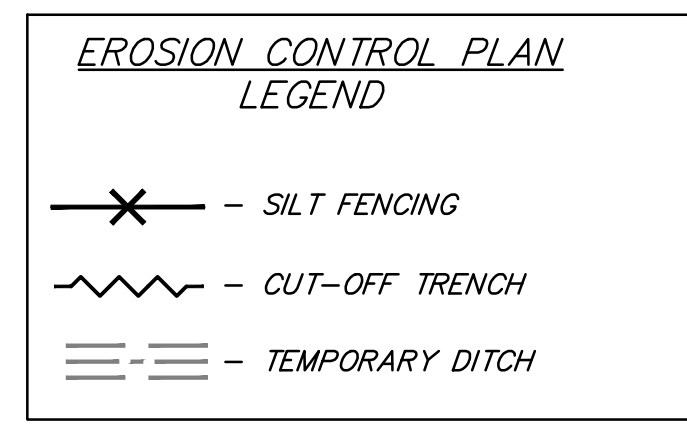 EROSION CONTROL PLAN
LEGEND
- SILT FENCING
- CUT-OFF TRENCH
- TEMPORARY DITCH